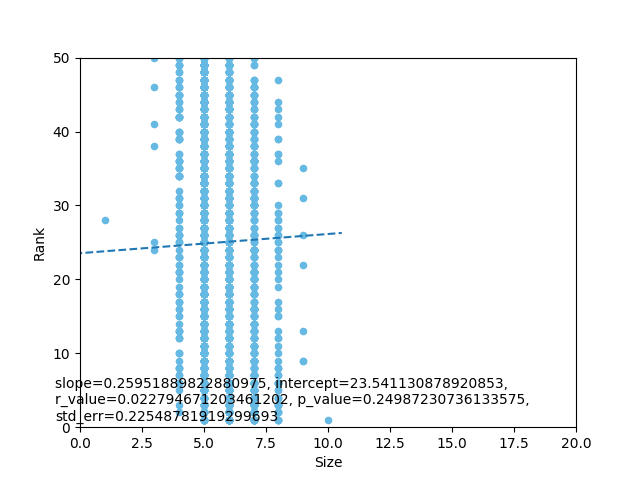 50
40
30
20
10
0
Rank
slope=0.25951889822880975, intercept=23.541130878920853,
r_value=0.022794671203461202, p_value=0.24987230736133575,
std_err=0.22548781919299693
0.0 2.5 5.0 7.5 10.0 12.5 15.0 17.5 20.0
Size